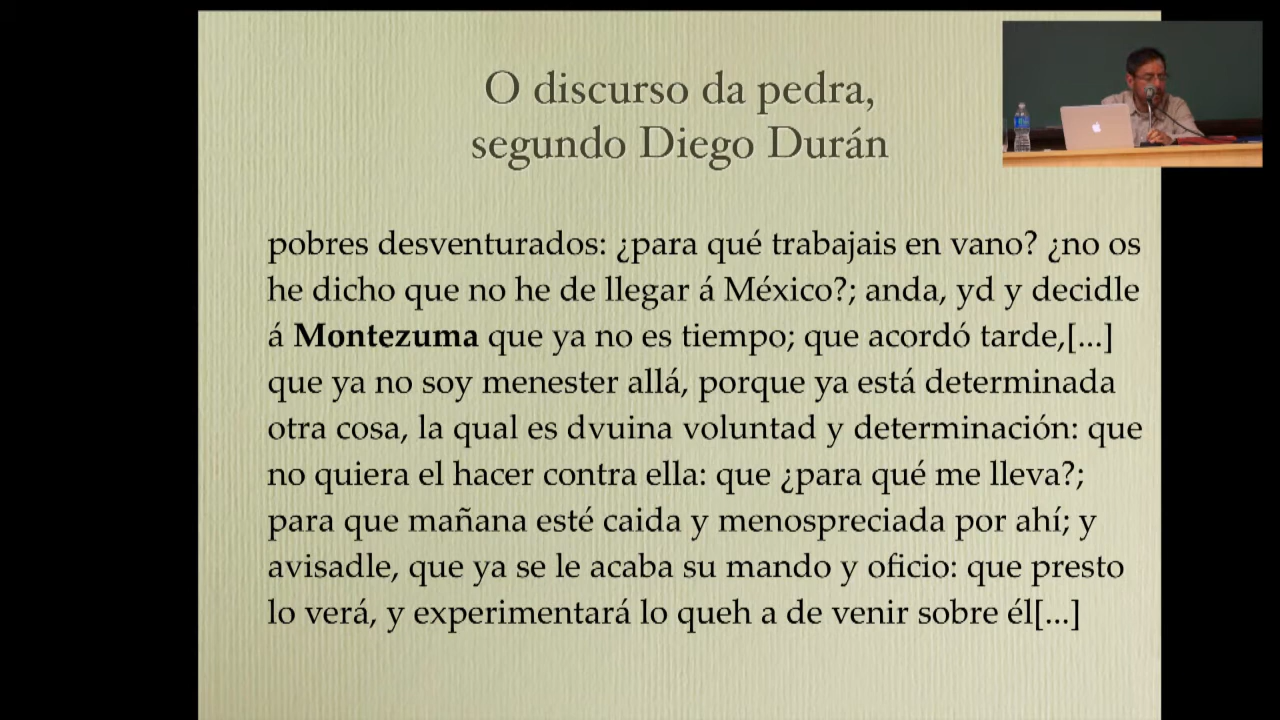 O discurso da pedra,
segundo Diego Durán
pobres desventurados: ¿para qué trabajais en vano? ¿no os
he dicho que no he de llegar á México?; anda, yd y decidle
á Montezuma que ya no es tiempo; que acordó tarde,[...]
que ya no soy menester allá, porque ya está determinada
otra cosa, la qual es dvuina voluntad y determinación: que
no quiera el hacer contra ella: que ¿para qué me lleva?;
para que mañana esté caida y menospreciada por ahí; y
avisadle, que ya se le acaba su mando y oficio: que presto
lo verá, y experimentará lo queh a de venir sobre él[...]